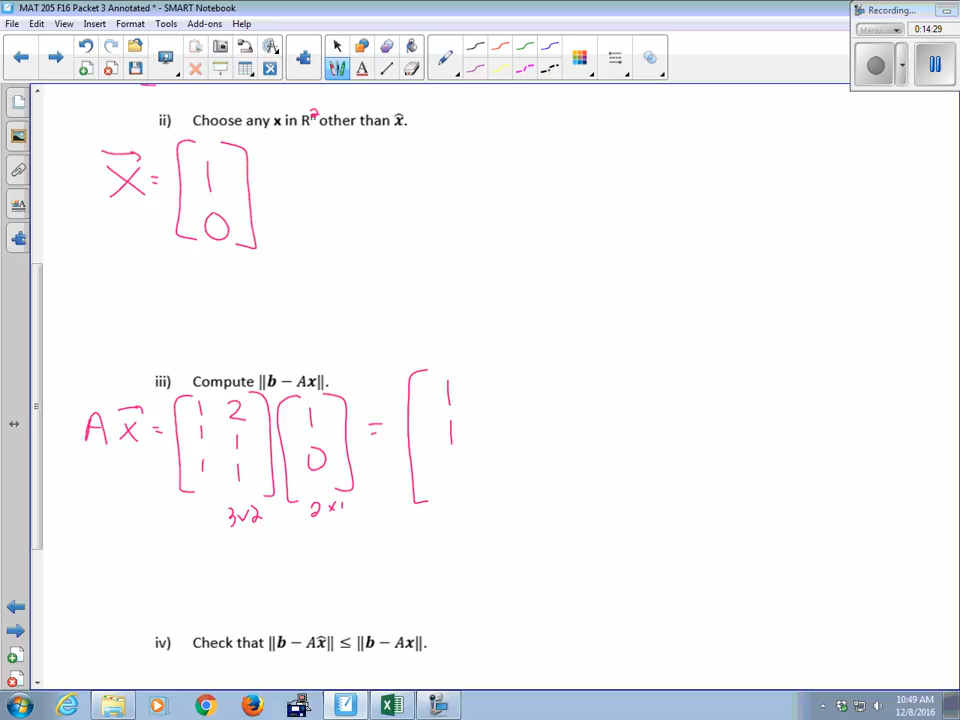 MAT 205 F16 Packet 3 Annotated * - SMART Notebook
Recording...
File Edit View Insert Format Tools Add-ons Help
Menu
0:14:29
ii) Choose any x in R² other than x̂.
x⃗ = [1
0]
iii) Compute ‖b − Ax‖.
A x⃗ = [1 2
1 1
1 1] [1
0] = [1
1
3x2 2x1
iv) Check that ‖b − Ax̂‖ ≤ ‖b − Ax‖.
10:49 AM
12/8/2016